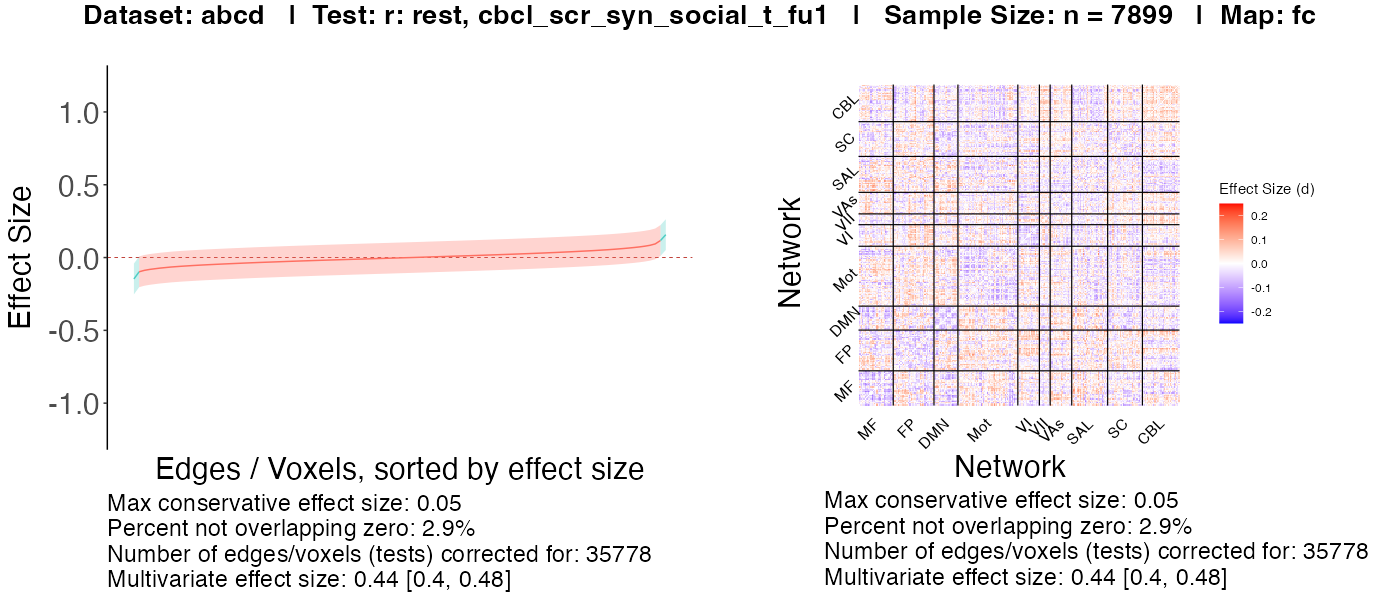 Dataset: abcd | Test: r: rest, cbcl_scr_syn_social_t_fu1 | Sample Size: n = 7899 | Map: fc
Effect Size
1.0
0.5
0.0
-0.5
-1.0
Edges / Voxels, sorted by effect size
Max conservative effect size: 0.05
Percent not overlapping zero: 2.9%
Number of edges/voxels (tests) corrected for: 35778
Multivariate effect size: 0.44 [0.4, 0.48]
Network
CBL
SC
SAL
VAs
VII
VI
Mot
DMN
FP
MF
MF
FP
DMN
Mot
VI
VII
VAs
SAL
SC
CBL
Network
Effect Size (d)
0.2
0.1
0.0
-0.1
-0.2
Max conservative effect size: 0.05
Percent not overlapping zero: 2.9%
Number of edges/voxels (tests) corrected for: 35778
Multivariate effect size: 0.44 [0.4, 0.48]